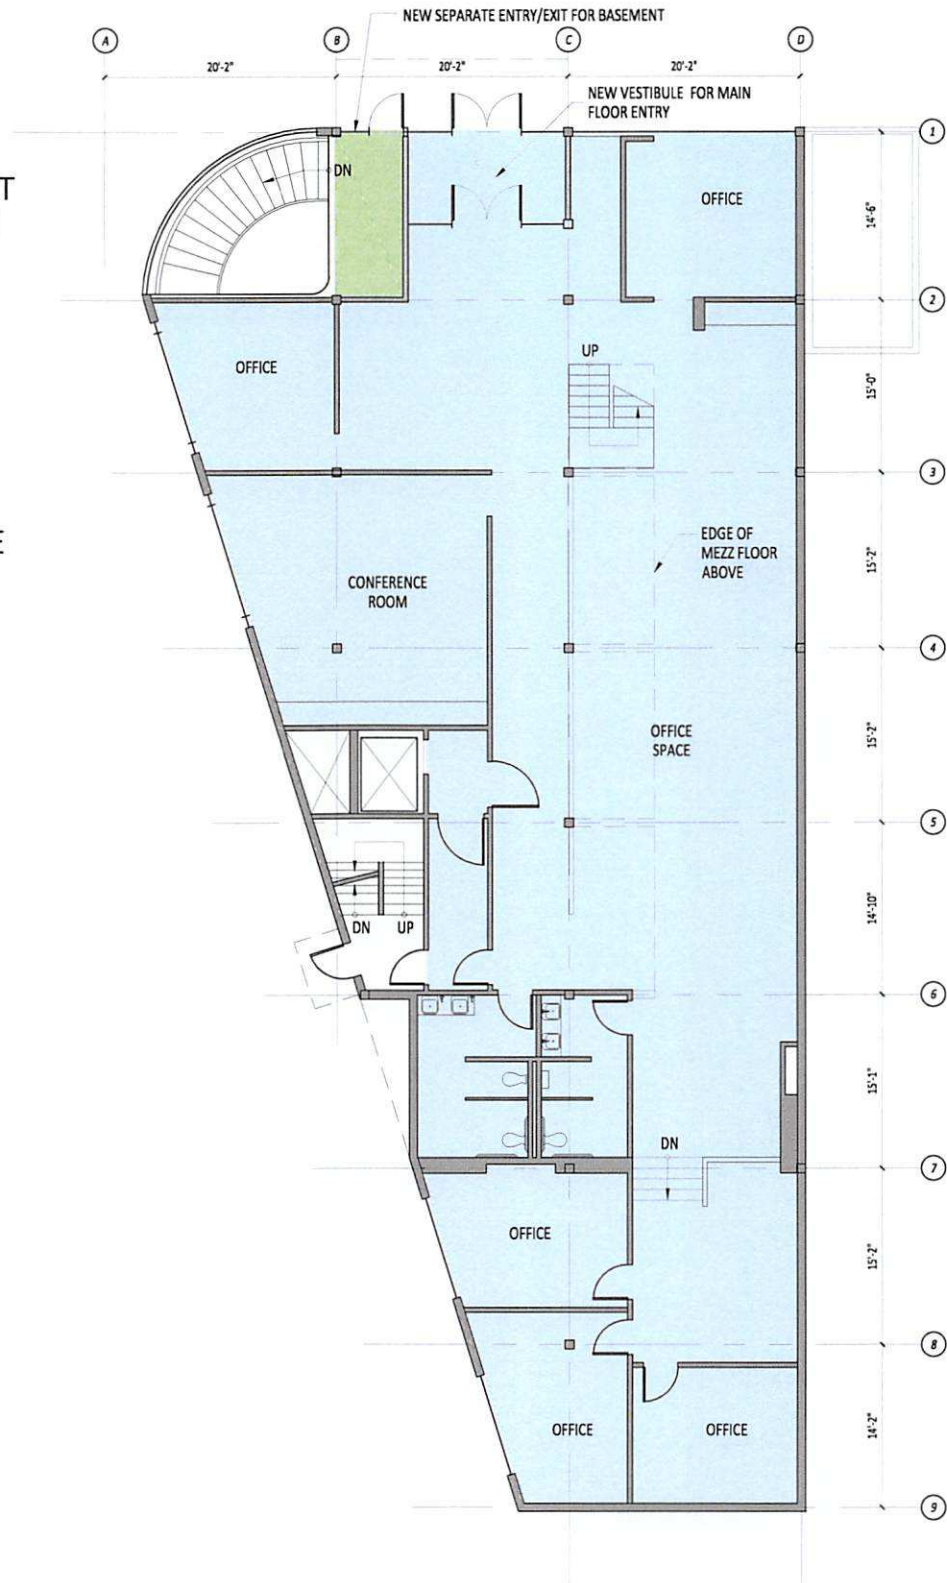 NEW SEPARATE ENTRY/EXIT FOR BASEMENT
A
B
C
D
20'-2"
20'-2"
20'-2"
NEW VESTIBULE FOR MAIN
FLOOR ENTRY
1
T
DN
OFFICE
14'-6"
2
UP
OFFICE
15'-0"
3
E
EDGE OF
MEZZ FLOOR
ABOVE
15'-2"
CONFERENCE
ROOM
4
OFFICE
SPACE
15'-2"
5
14'-10"
DN
UP
6
15'-1"
DN
7
OFFICE
15'-2"
8
OFFICE
OFFICE
14'-2"
9